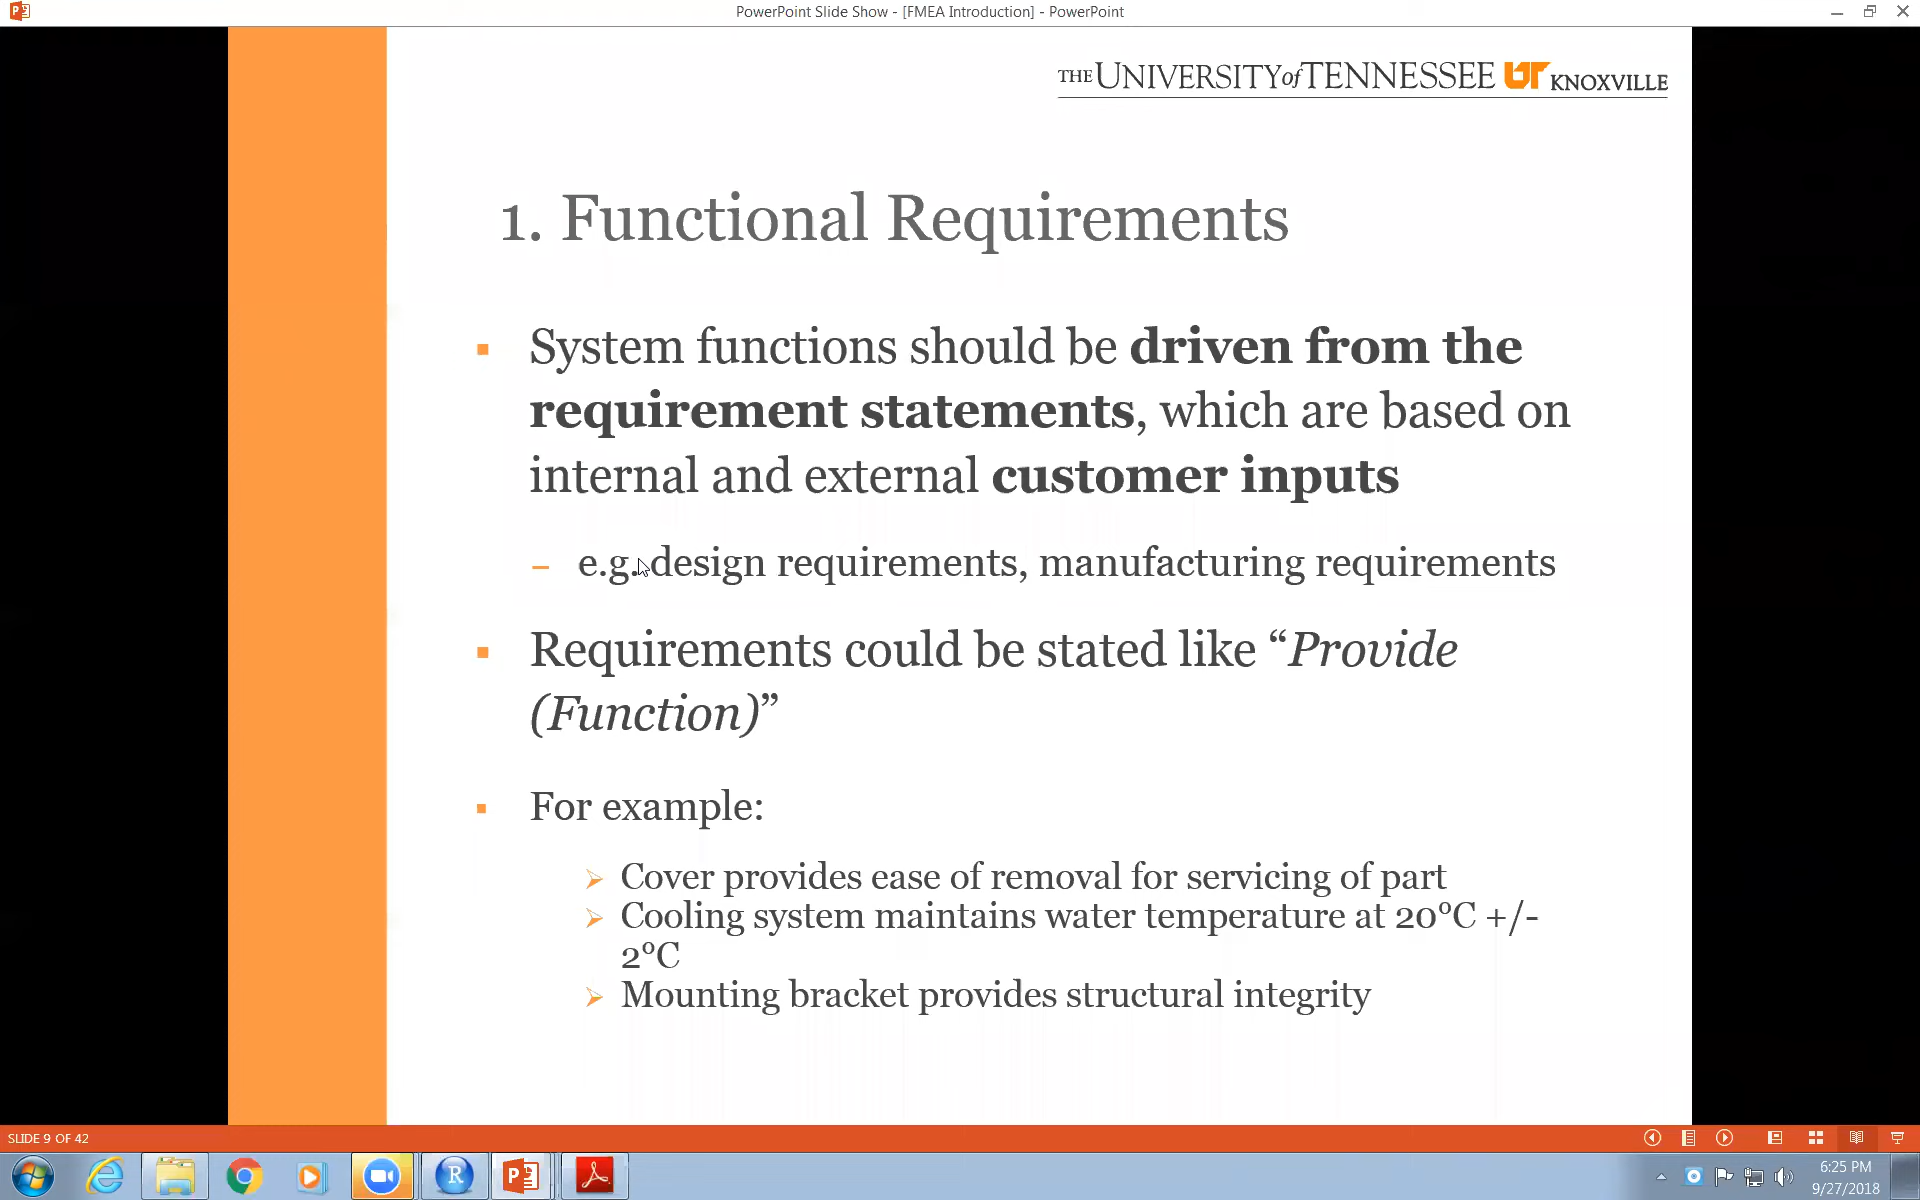 PowerPoint Slide Show - [FMEA Introduction] - PowerPoint
THE UNIVERSITY of TENNESSEE UT KNOXVILLE
1. Functional Requirements
System functions should be driven from the
requirement statements, which are based on
internal and external customer inputs
– e.g. design requirements, manufacturing requirements
Requirements could be stated like “Provide
(Function)”
For example:
Cover provides ease of removal for servicing of part
Cooling system maintains water temperature at 20°C +/-
2°C
Mounting bracket provides structural integrity
SLIDE 9 OF 42
6:25 PM
9/27/2018